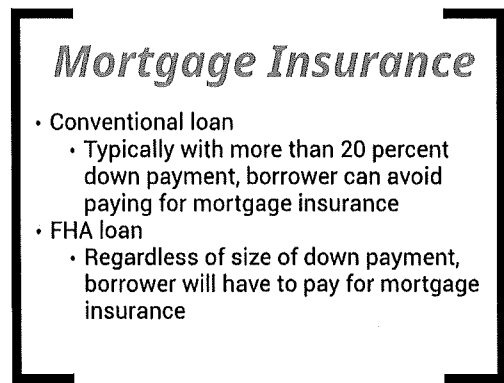 Mortgage Insurance
• Conventional loan
• Typically with more than 20 percent
down payment, borrower can avoid
paying for mortgage insurance
• FHA loan
• Regardless of size of down payment,
borrower will have to pay for mortgage
insurance